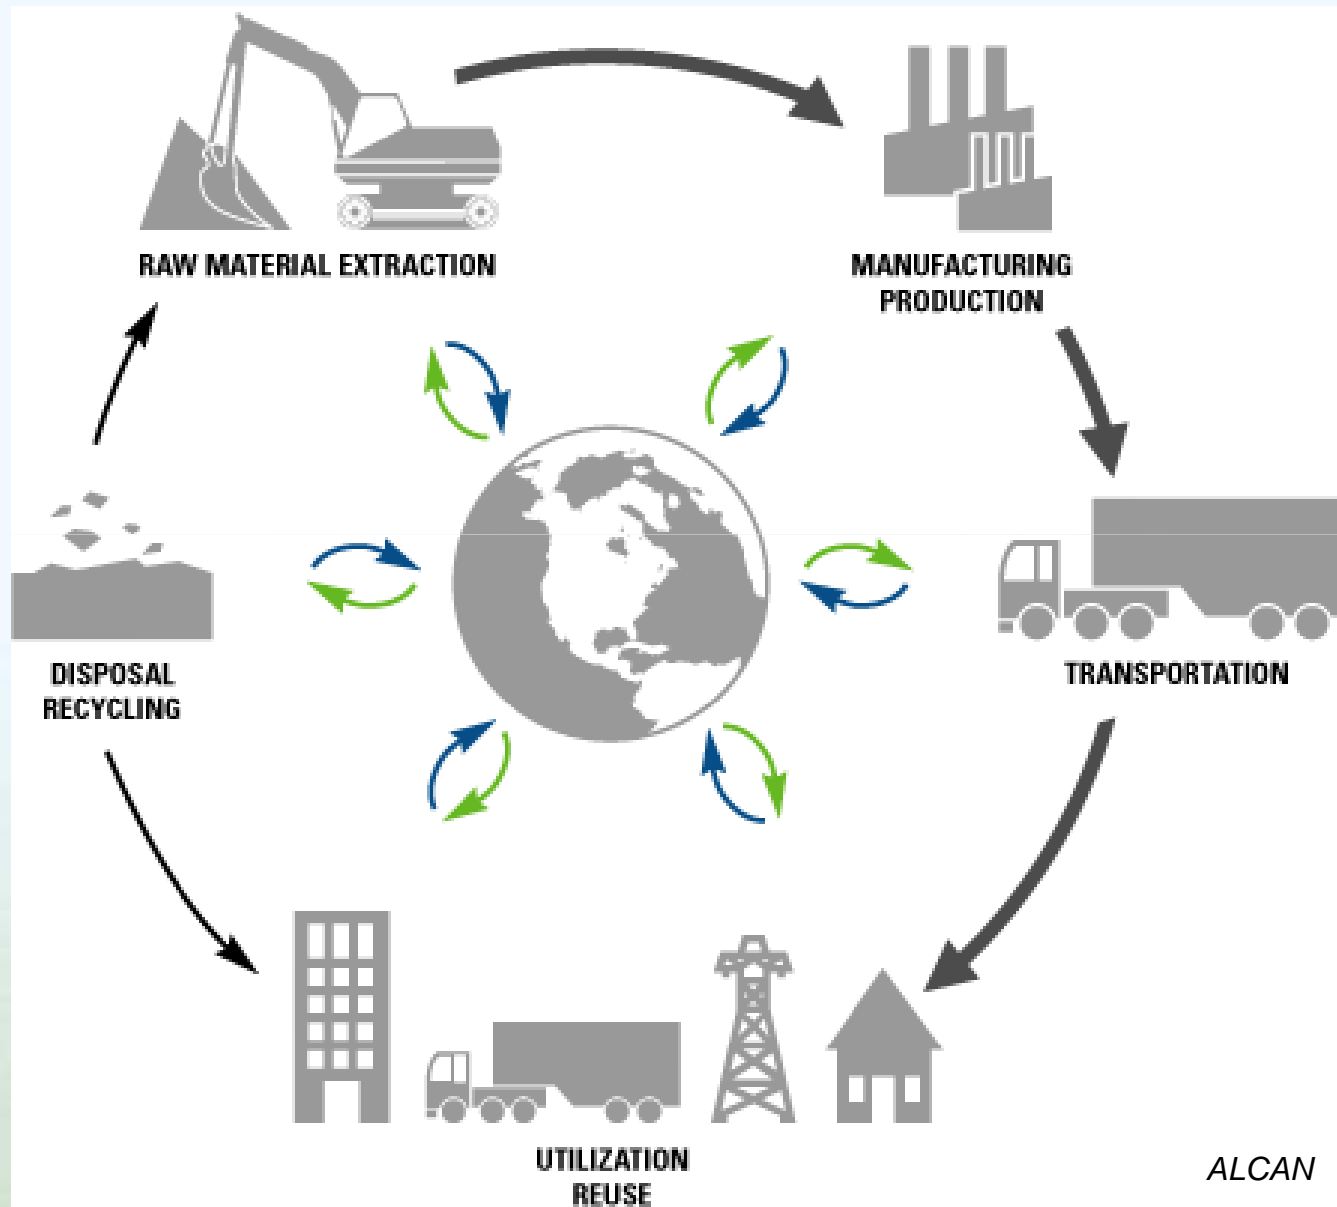 RAW MATERIAL EXTRACTION
MANUFACTURING
PRODUCTION
DISPOSAL
RECYCLING
TRANSPORTATION
UTILIZATION
REUSE
ALCAN